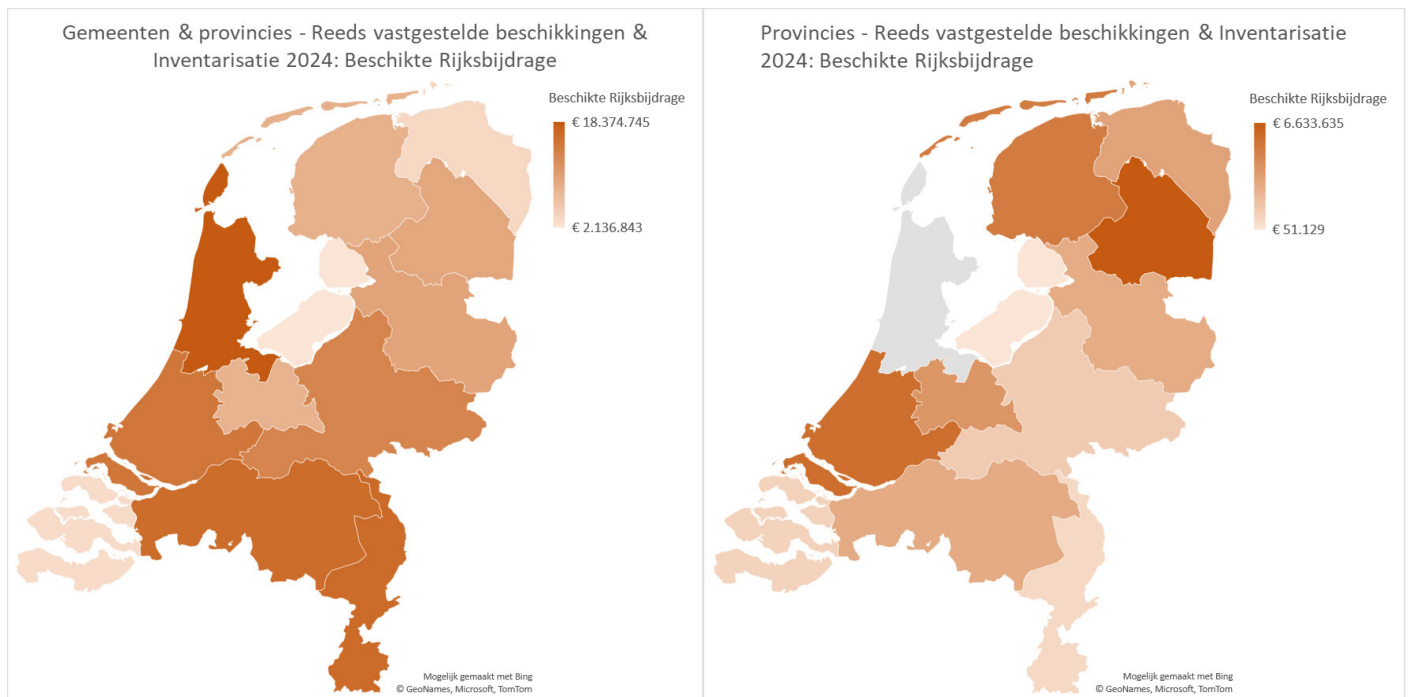 Gemeenten & provincies - Reeds vastgestelde beschikkingen &
Inventarisatie 2024: Beschikte Rijksbijdrage
Beschikte Rijksbijdrage
€ 18.374.745
€ 2.136.843
Mogelijk gemaakt met Bing
© GeoNames, Microsoft, TomTom
Provincies - Reeds vastgestelde beschikkingen & Inventarisatie
2024: Beschikte Rijksbijdrage
Beschikte Rijksbijdrage
€ 6.633.635
€ 51.129
Mogelijk gemaakt met Bing
© GeoNames, Microsoft, TomTom